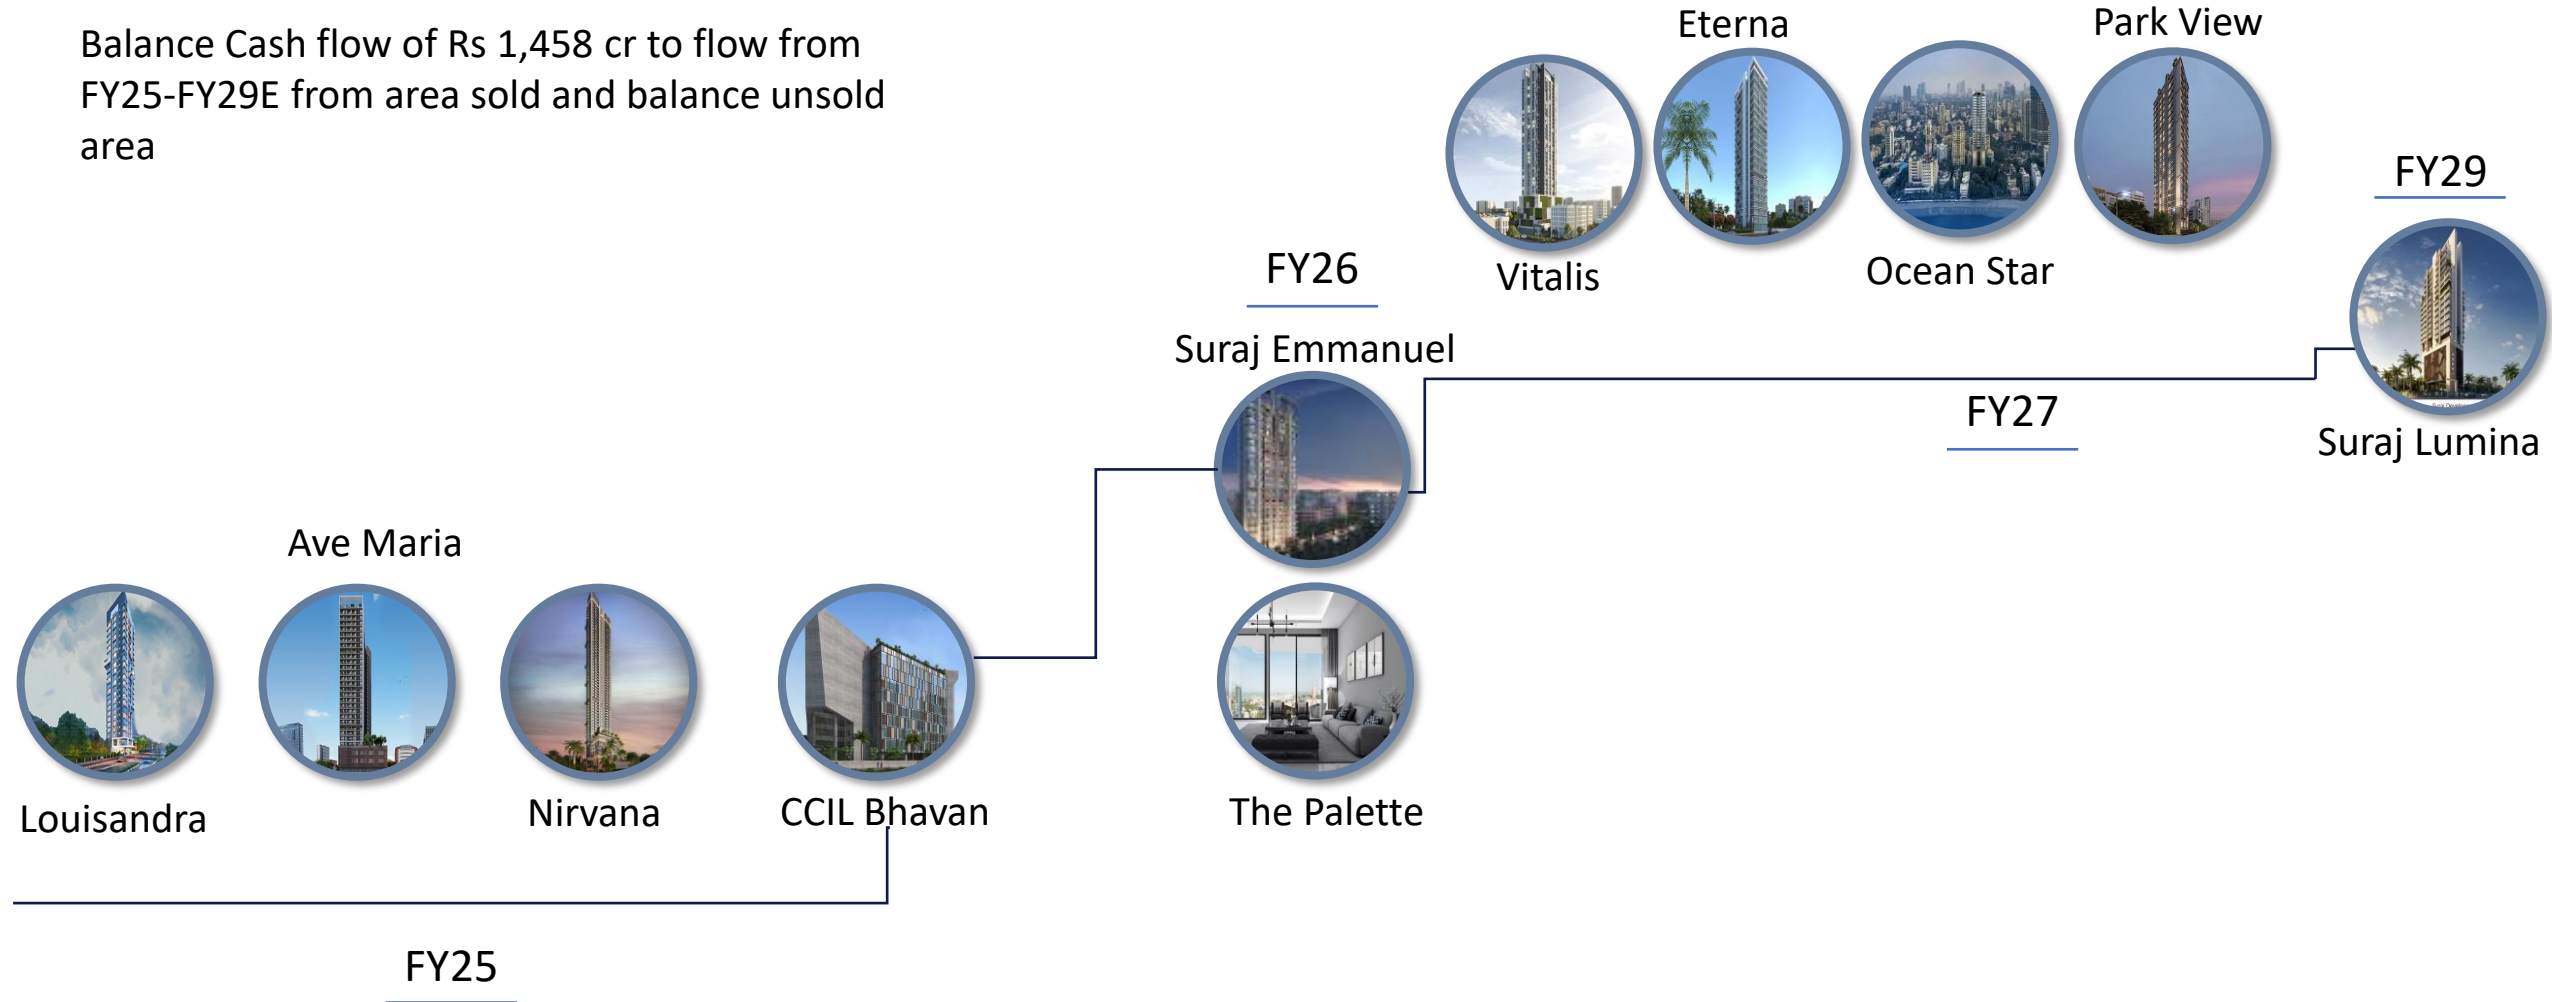 Balance Cash flow of Rs 1,458 cr to flow from
FY25-FY29E from area sold and balance unsold
area
Eterna
Park View
Vitalis
Ocean Star
FY29
FY26
Suraj Emmanuel
FY27
Suraj Lumina
Ave Maria
Louisandra
Nirvana
CCIL Bhavan
The Palette
FY25